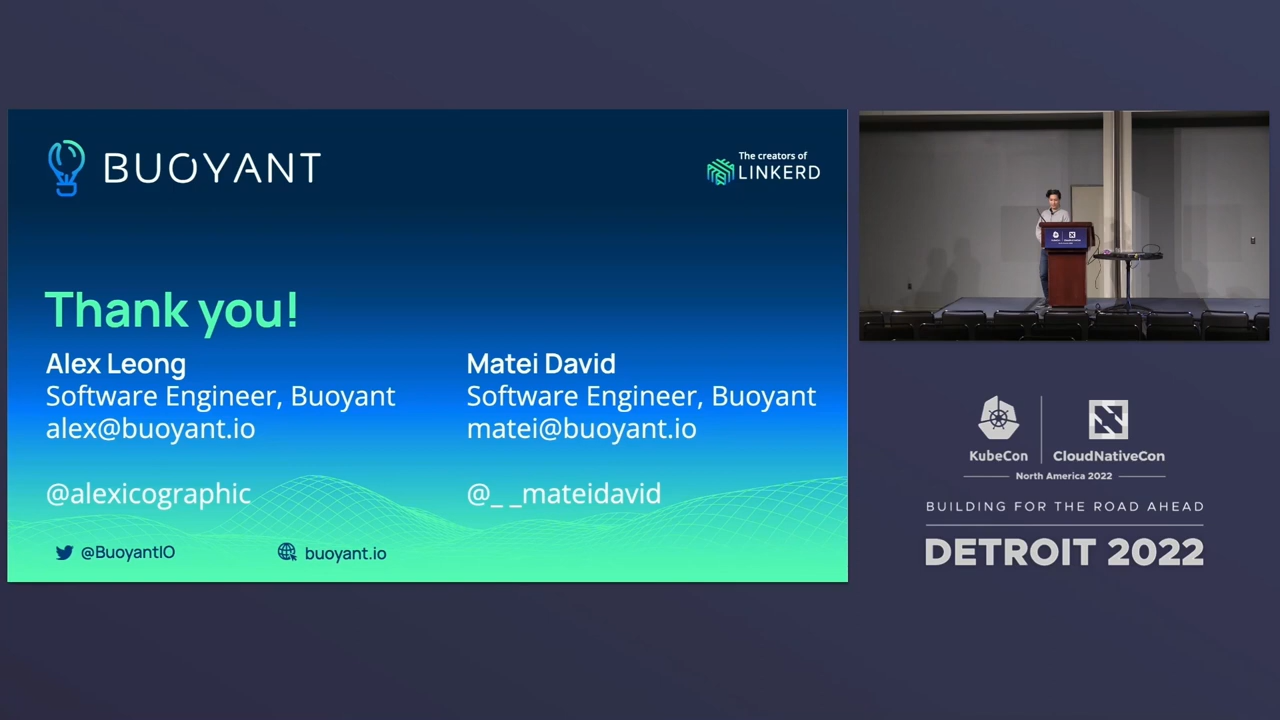 BUOYANT
The creators of
LINKERD
Thank you!
Alex Leong
Software Engineer, Buoyant
alex@buoyant.io
@alexicographic
Matei David
Software Engineer, Buoyant
matei@buoyant.io
@_ _mateidavid
@BuoyantIO
buoyant.io
KubeCon
CloudNativeCon
North America 2022
BUILDING FOR THE ROAD AHEAD
DETROIT 2022